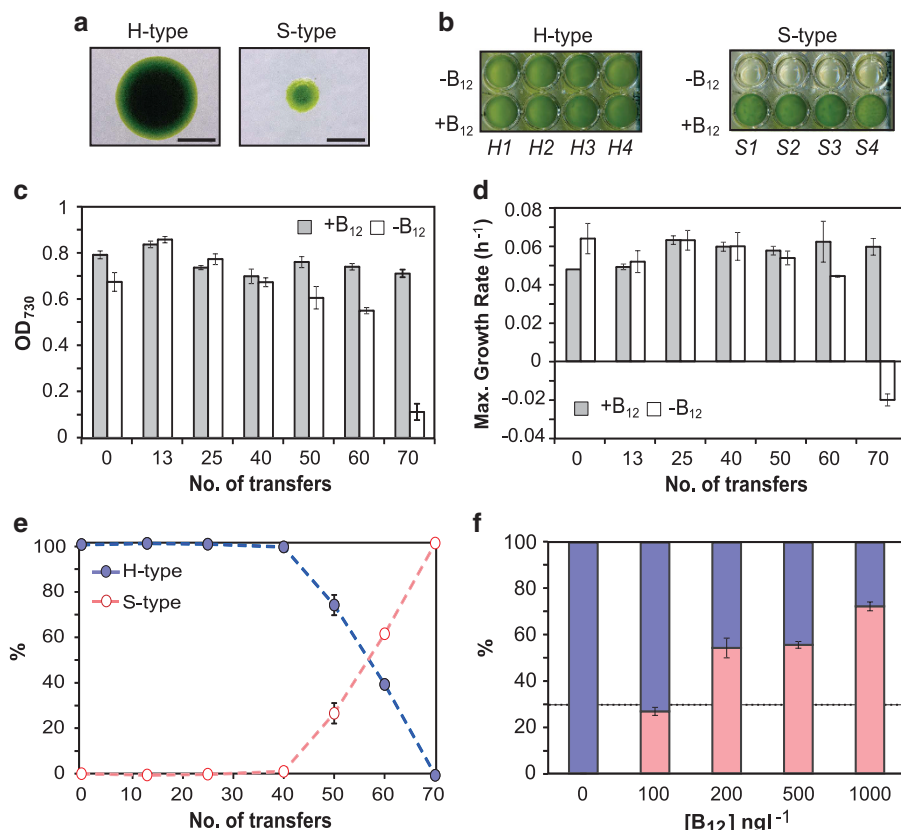 a
H-type
S-type
b
H-type
S-type
-B12
+B12
H1 H2 H3 H4
-B12
+B12
S1 S2 S3 S4
c
+B12 -B12
OD730
1
0.8
0.6
0.4
0.2
0
0 13 25 40 50 60 70
No. of transfers
d
Max. Growth Rate (h-1)
0.08
0.06
0.04
0.02
0
-0.02
-0.04
+B12 -B12
0 13 25 40 50 60 70
No. of transfers
e
%
100
80
60
40
20
0
H-type
S-type
0 10 20 30 40 50 60 70
No. of transfers
f
%
100
80
60
40
20
0
0 100 200 500 1000
[B12] ngl-1